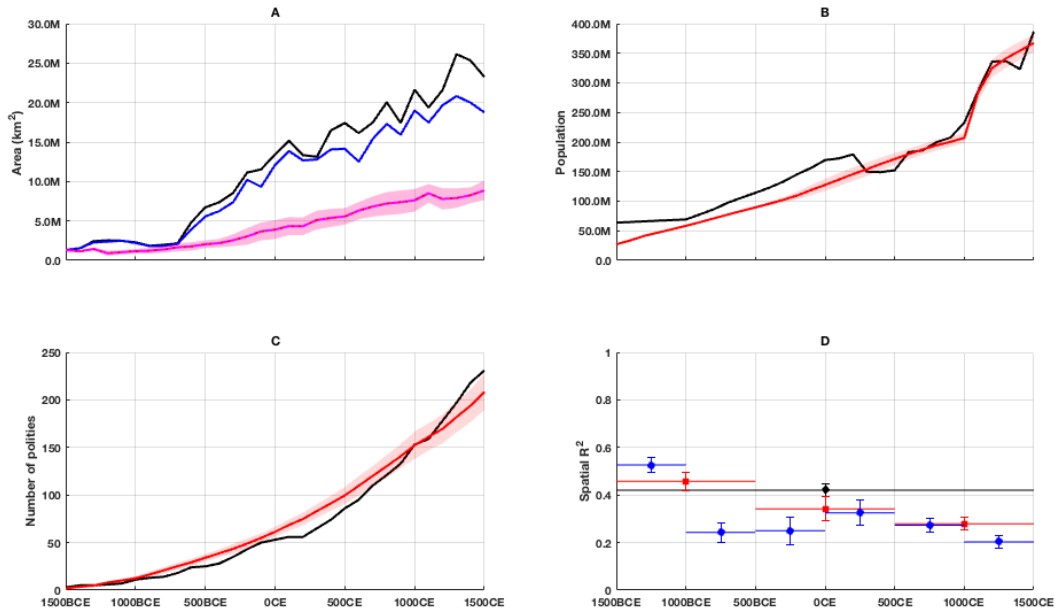 A
30.0M
25.0M
20.0M
15.0M
10.0M
5.0M
0.0
Area (km²)
B
400.0M
350.0M
300.0M
250.0M
200.0M
150.0M
100.0M
50.0M
0.0
Population
C
250
200
150
100
50
0
Number of polities
1500BCE 1000BCE 500BCE 0CE 500CE 1000CE 1500CE
D
1
0.8
0.6
0.4
0.2
0
Spatial R²
1500BCE 1000BCE 500BCE 0CE 500CE 1000CE 1500CE